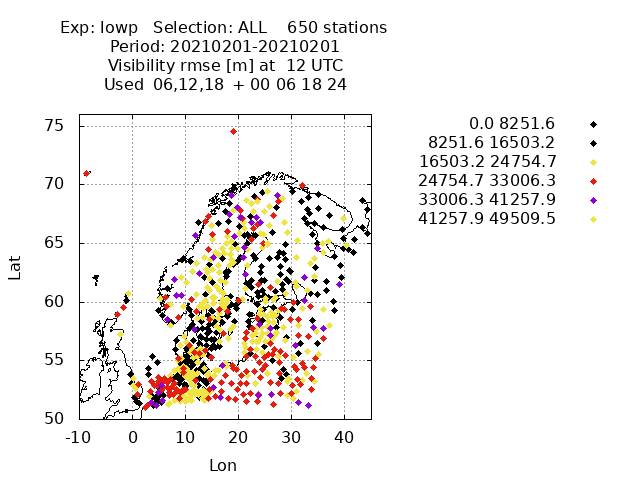 Exp: Iowp   Selection: ALL    650 stations
Period: 20210201-20210201
Visibility rmse [m] at  12 UTC
Used  06,12,18  + 00 06 18 24
0.0 8251.6
8251.6 16503.2
16503.2 24754.7
24754.7 33006.3
33006.3 41257.9
41257.9 49509.5
75
70
65
60
55
50
Lat
-10 0 10 20 30 40
Lon